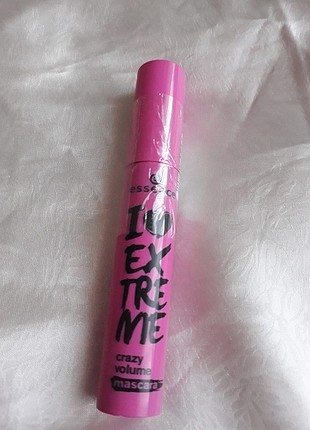 essence
I
EX
TRE
ME
crazy
volume
mascara